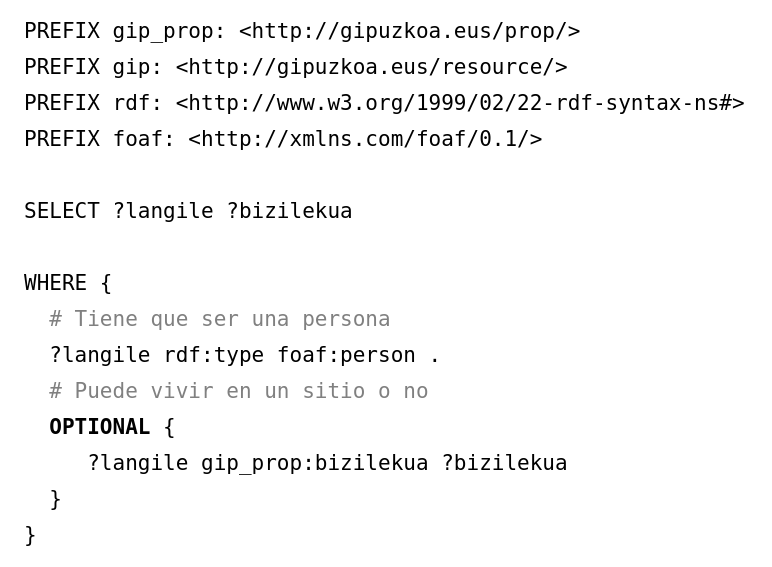 PREFIX gip_prop: <http://gipuzkoa.eus/prop/>
PREFIX gip: <http://gipuzkoa.eus/resource/>
PREFIX rdf: <http://www.w3.org/1999/02/22-rdf-syntax-ns#>
PREFIX foaf: <http://xmlns.com/foaf/0.1/>

SELECT ?langile ?bizilekua

WHERE {
  # Tiene que ser una persona
  ?langile rdf:type foaf:person .
  # Puede vivir en un sitio o no
  OPTIONAL {
     ?langile gip_prop:bizilekua ?bizilekua
  }
}